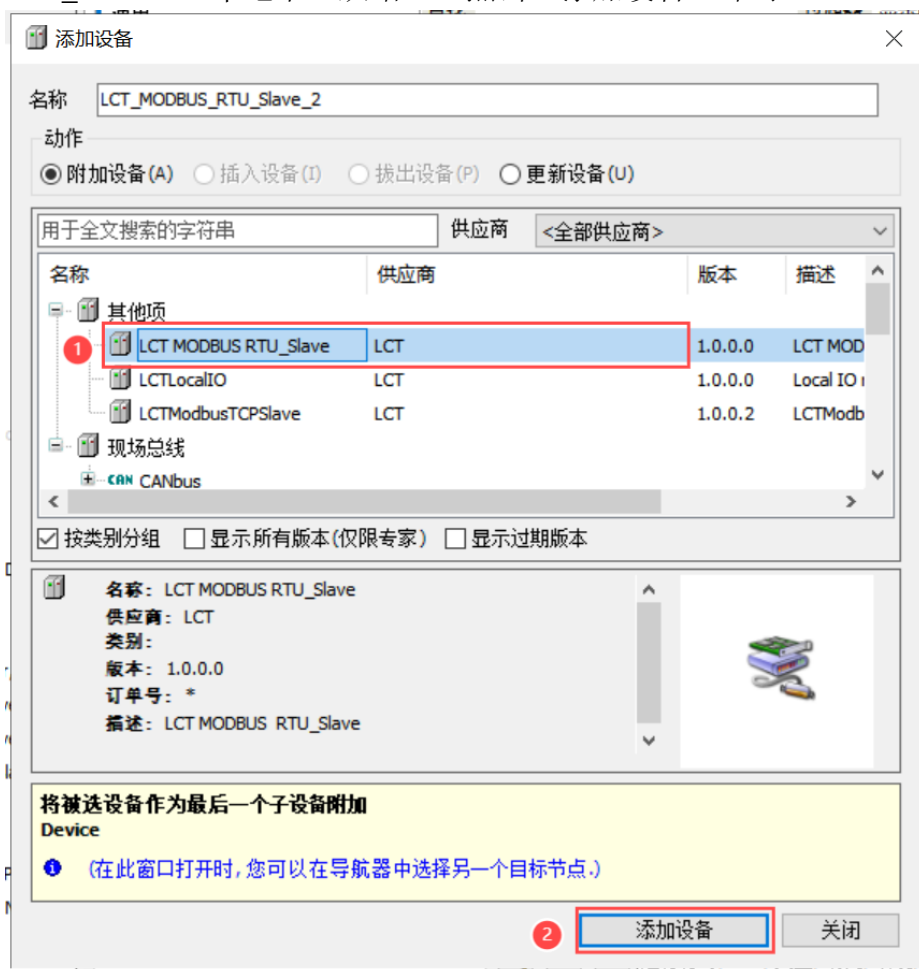 添加设备
名称 LCT_MODBUS_RTU_Slave_2
动作
附加设备(A) 插入设备(I) 拔出设备(P) 更新设备(U)
用于全文搜索的字符串 供应商 <全部供应商>
名称 供应商 版本 描述
其他项
1 LCT MODBUS RTU_Slave LCT 1.0.0.0 LCT MOD
LCTLocalIO LCT 1.0.0.0 Local IO
LCTModbusTCPSlave LCT 1.0.0.2 LCTModb
现场总线
CAN CANbus
按类别分组 显示所有版本(仅限专家) 显示过期版本
名称: LCT MODBUS RTU_Slave
供应商: LCT
类别:
版本: 1.0.0.0
订单号: *
描述: LCT MODBUS RTU_Slave
将被选设备作为最后一个子设备附加
Device
(在此窗口打开时,您可以在导航器中选择另一个目标节点.)
2 添加设备 关闭